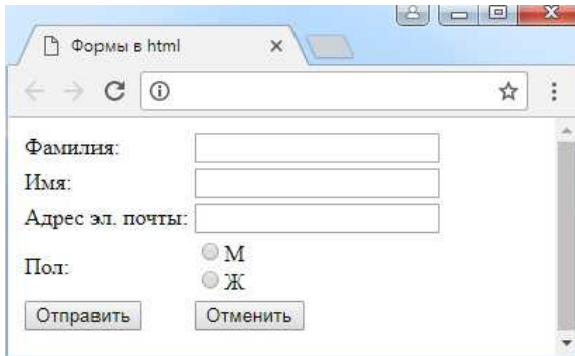 Формы в html
Фамилия:
Имя:
Адрес эл. почты:
Пол:
М
Ж
Отправить Отменить